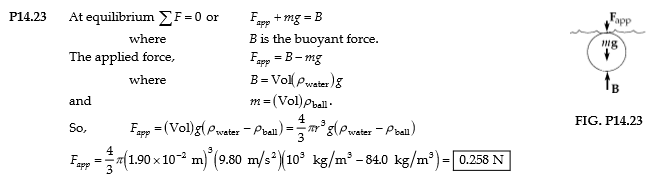 P14.23 At equilibrium ∑F = 0 or F_app + mg = B
where B is the buoyant force.
The applied force, F_app = B − mg
where B = Vol(ρ_water)g
and m = (Vol)ρ_ball.
So, F_app = (Vol)g(ρ_water − ρ_ball) = 4/3 πr³g(ρ_water − ρ_ball)
F_app = 4/3 π(1.90 × 10⁻² m)³(9.80 m/s²)(10³ kg/m³ − 84.0 kg/m³) = 0.258 N
F_app
mg
B
FIG. P14.23